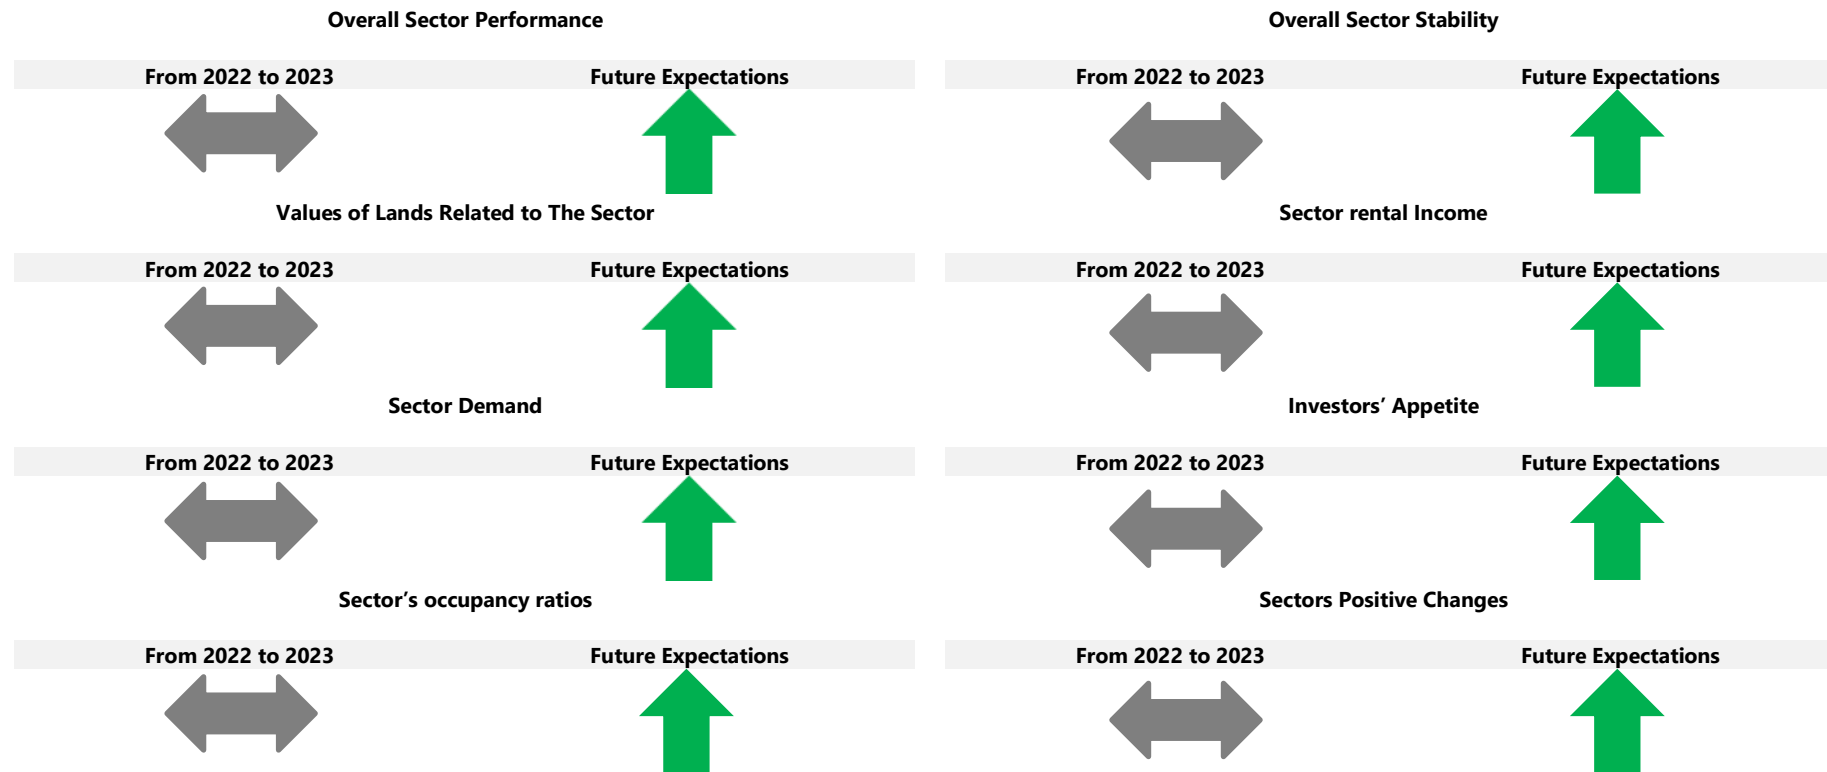 Overall Sector Performance
Overall Sector Stability
From 2022 to 2023
Future Expectations
From 2022 to 2023
Future Expectations
Values of Lands Related to The Sector
Sector rental Income
From 2022 to 2023
Future Expectations
From 2022 to 2023
Future Expectations
Sector Demand
Investors’ Appetite
From 2022 to 2023
Future Expectations
From 2022 to 2023
Future Expectations
Sector’s occupancy ratios
Sectors Positive Changes
From 2022 to 2023
Future Expectations
From 2022 to 2023
Future Expectations